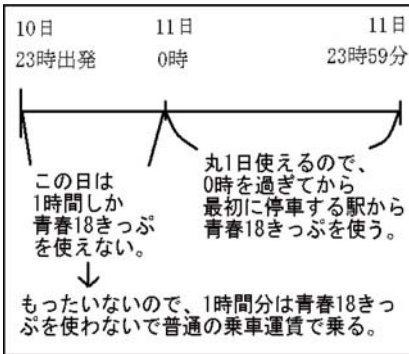 10日
23時出発
11日
0時
11日
23時59分
この日は
1時間しか
青春18きっぷ
を使えない。
丸1日使えるので、
0時を過ぎてから
最初に停車する駅から
青春18きっぷを使う。
↓
もったいないので、1時間分は青春18きっ
ぷを使わないで普通の乗車運賃で乗る。